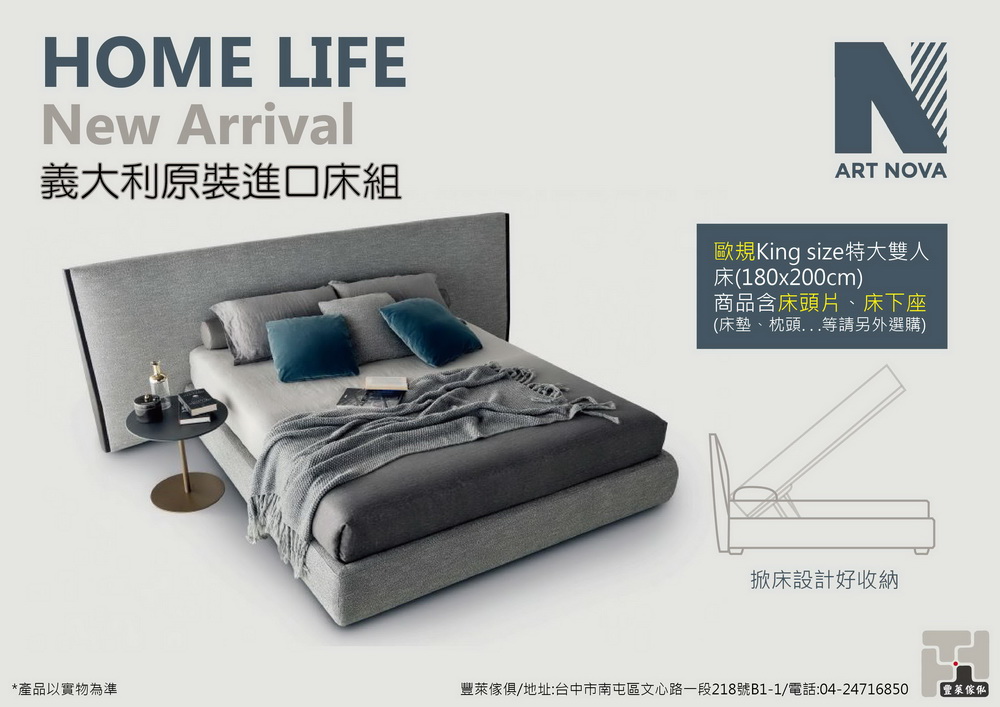 HOME LIFE
New Arrival
義大利原裝進口床組
N
ART NOVA
歐規King size特大雙人
床(180x200cm)
商品含床頭片、床下座
(床墊、枕頭...等請另外選購)
掀床設計好收納
*產品以實物為準
豐萊傢俱/地址:台中市南屯區文心路一段218號B1-1/電話:04-24716850
豐萊傢俬